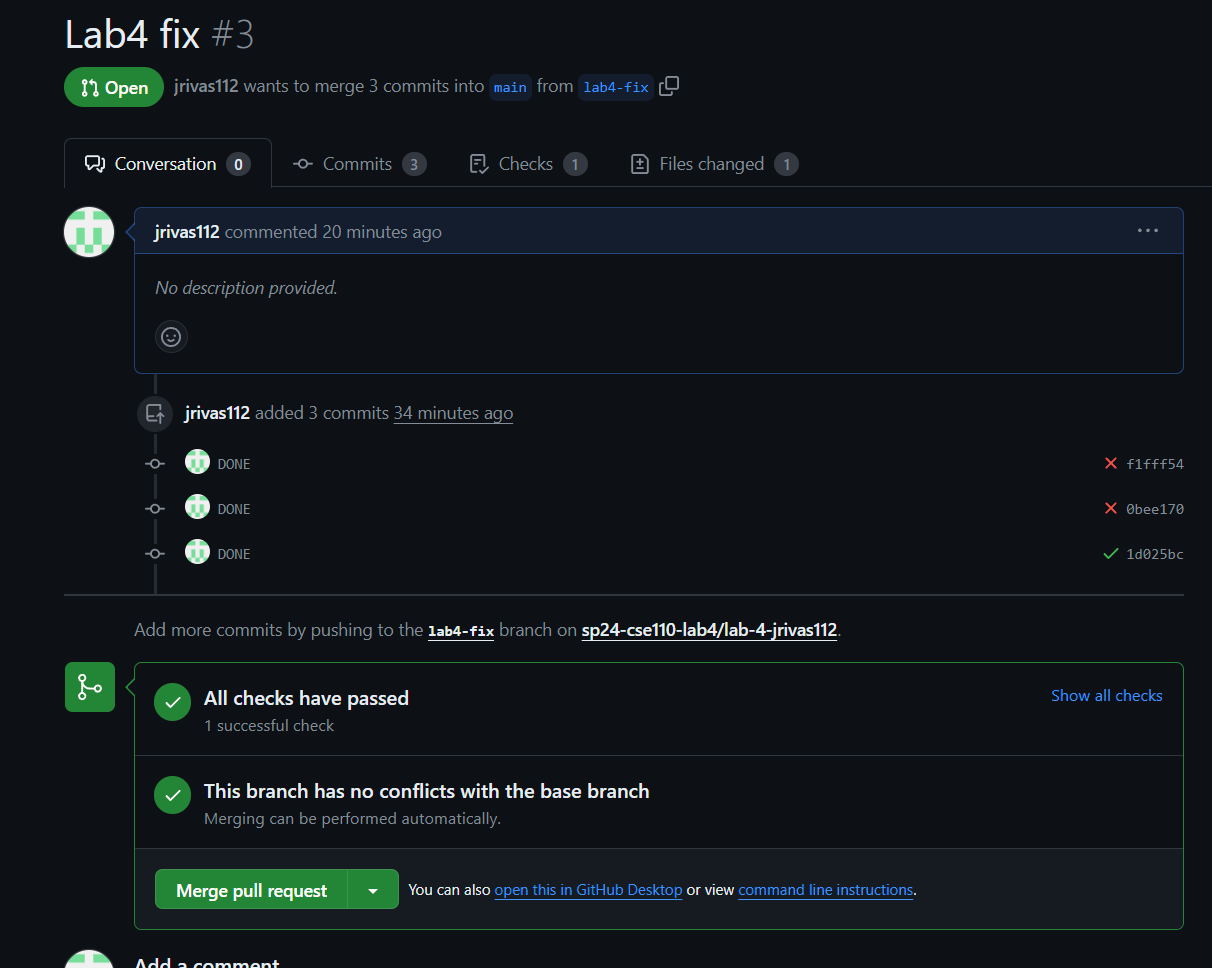 Lab4 fix #3
Open jrivas112 wants to merge 3 commits into main from lab4-fix
Conversation 0 Commits 3 Checks 1 Files changed 1
jrivas112 commented 20 minutes ago
No description provided.
jrivas112 added 3 commits 34 minutes ago
DONE f1fff54
DONE 0bee170
DONE 1d025bc
Add more commits by pushing to the lab4-fix branch on sp24-cse110-lab4/lab-4-jrivas112.
All checks have passed Show all checks
1 successful check
This branch has no conflicts with the base branch
Merging can be performed automatically.
Merge pull request You can also open this in GitHub Desktop or view command line instructions.
Add a comment